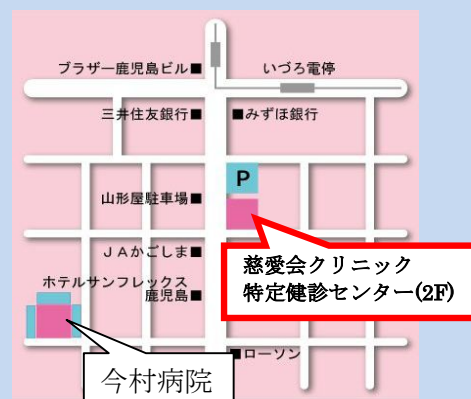 ブラザー鹿児島ビル■
いづろ電停
三井住友銀行■
■みずほ銀行
P
山形屋駐車場■
JAかごしま■
慈愛会クリニック
特定健診センター(2F)
ホテルサンフレックス
鹿児島■
■ローソン
今村病院